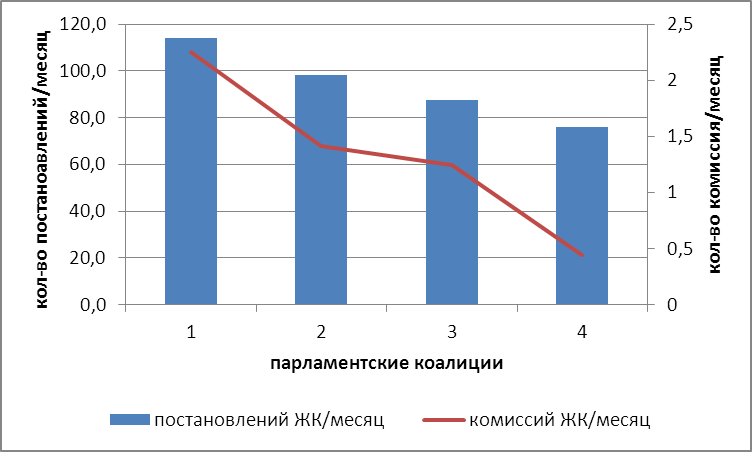 120,0
100,0
80,0
60,0
40,0
20,0
0,0
2,5
2
1,5
1
0,5
0
кол-во постаноавлений/месяц
кол-во комиссия/месяц
1 2 3 4
парламентские коалиции
постановлений ЖК/месяц комиссий ЖК/месяц